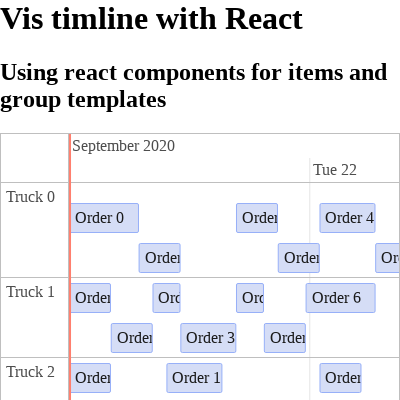 Vis timline with React
Using react components for items and
group templates
September 2020
Tue 22
Truck 0
Order 0
Order
Order 4
Order
Order
Or
Truck 1
Order
Ord
Ord
Order 6
Order
Order 3
Order
Truck 2
Order
Order 1
Order